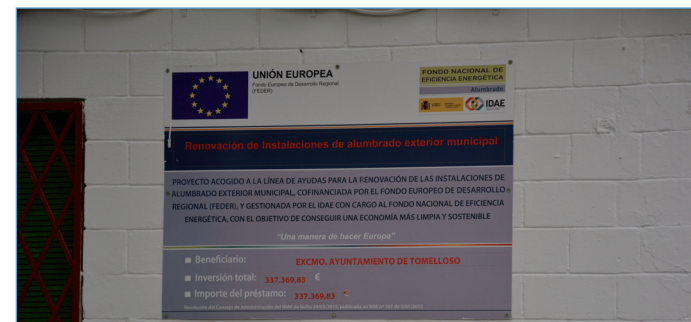 UNIÓN EUROPEA
Fondo Europeo de Desarrollo Regional
(FEDER)
FONDO NACIONAL DE
EFICIENCIA ENERGÉTICA
Alumbrado
IDAE
Renovación de Instalaciones de alumbrado exterior municipal
PROYECTO ACOGIDO A LA LÍNEA DE AYUDAS PARA LA RENOVACIÓN DE LAS INSTALACIONES DE
ALUMBRADO EXTERIOR MUNICIPAL, COFINANCIADA POR EL FONDO EUROPEO DE DESARROLLO
REGIONAL (FEDER), Y GESTIONADA POR EL IDAE CON CARGO AL FONDO NACIONAL DE EFICIENCIA
ENERGÉTICA, CON EL OBJETIVO DE CONSEGUIR UNA ECONOMÍA MÁS LIMPIA Y SOSTENIBLE
"Una manera de hacer Europa"
Beneficiario: EXCMO. AYUNTAMIENTO DE TOMELLOSO
Inversión total: 337.369,83 €
Importe del préstamo: 337.369,83 €